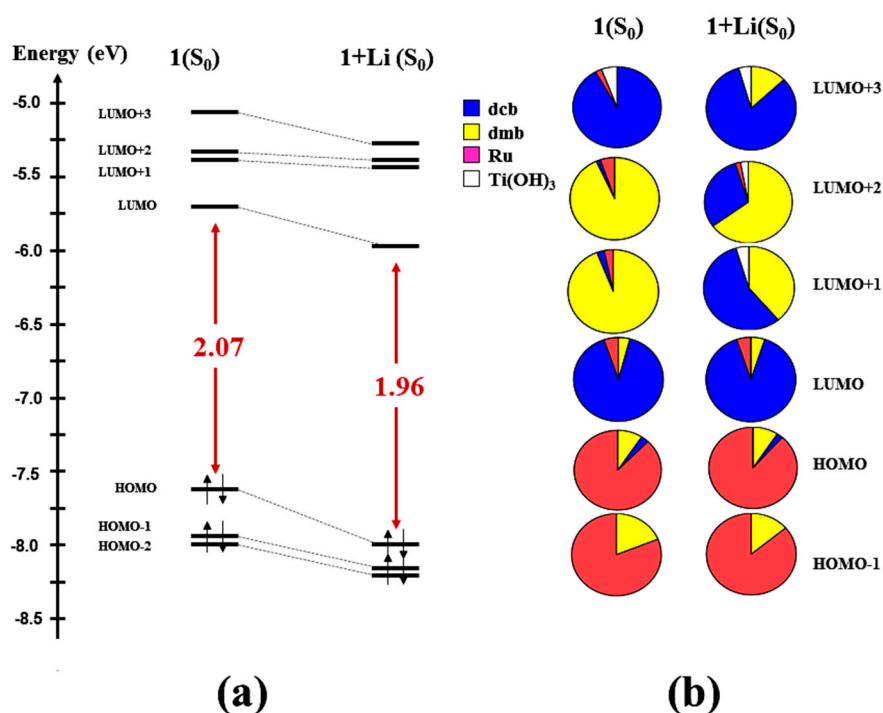 Energy (eV)
1(S₀)
1+Li (S₀)
-5.0
-5.5
-6.0
-6.5
-7.0
-7.5
-8.0
-8.5
LUMO+3
LUMO+2
LUMO+1
LUMO
HOMO
HOMO-1
HOMO-2
2.07
1.96
(a)
1(S₀)
1+Li(S₀)
dcb
dmb
Ru
Ti(OH)₃
LUMO+3
LUMO+2
LUMO+1
LUMO
HOMO
HOMO-1
(b)